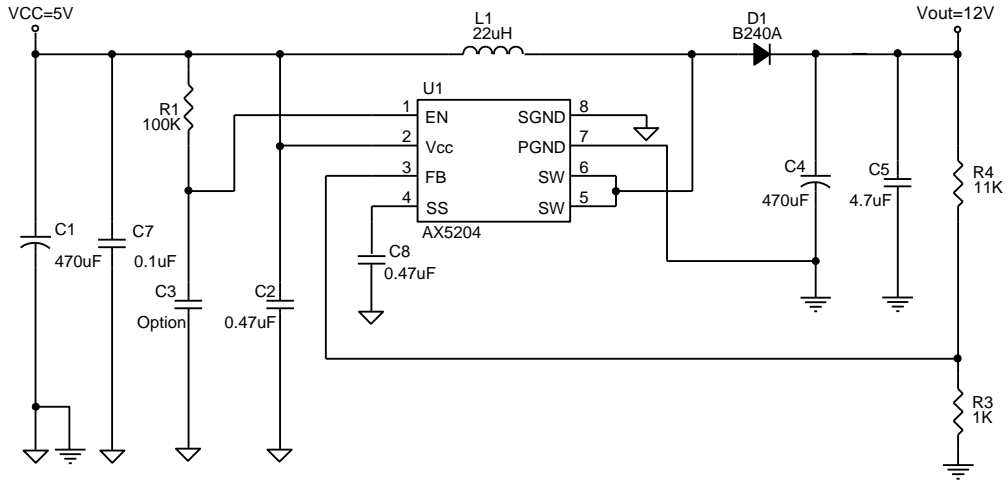 VCC=5V
Vout=12V
L1
22uH
D1
B240A
U1
R1
100K
1
EN
SGND
8
2
Vcc
PGND
7
3
FB
SW
6
4
SS
SW
5
AX5204
C4
470uF
C5
4.7uF
R4
11K
C1
470uF
C7
0.1uF
C8
0.47uF
C3
Option
C2
0.47uF
R3
1K